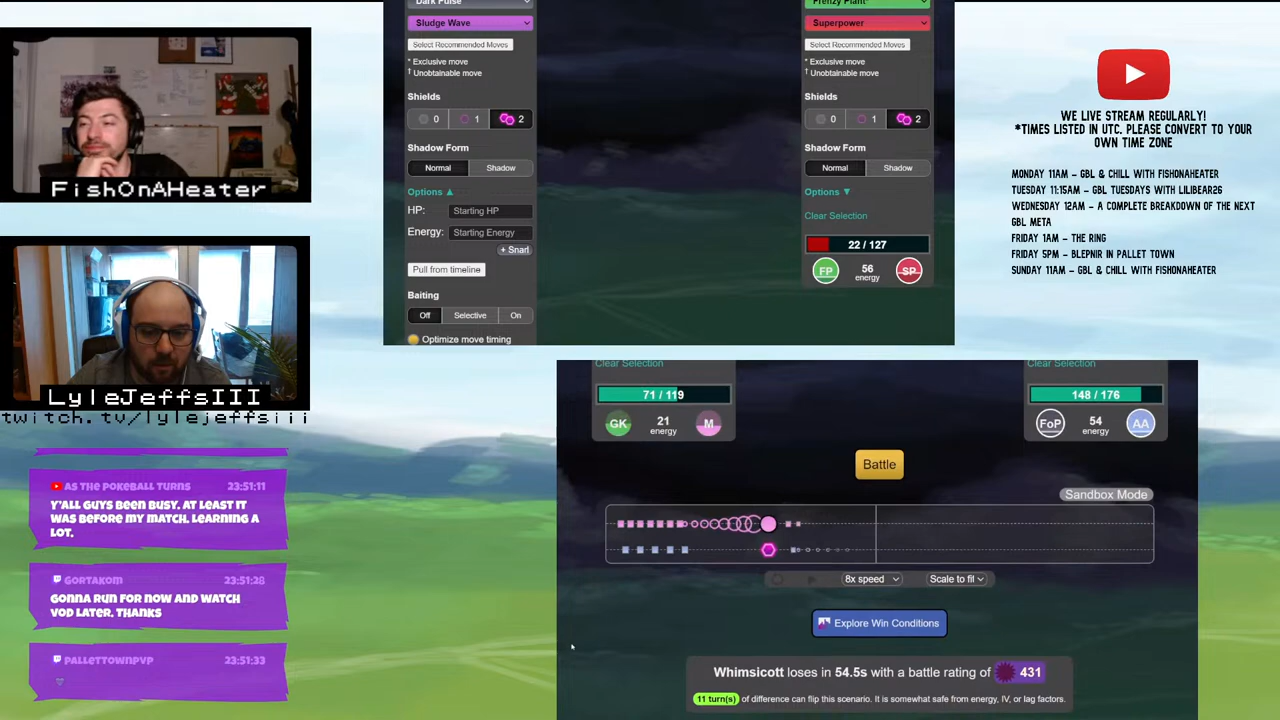 FishOnAHeater
LyleJeffsIII
twitch.tv/lylejeffsiii
AS THE POKEBALL TURNS 23:51:11
Y'ALL GUYS BEEN BUSY. AT LEAST IT
WAS BEFORE MY MATCH. LEARNING A
LOT.
GORTAKOM 23:51:28
GONNA RUN FOR NOW AND WATCH
VOD LATER. THANKS
PALLETTOWNPVP 23:51:33
Dark Pulse
Sludge Wave
Select Recommended Moves
* Exclusive move
† Unobtainable move
Shields
0 1 2
Shadow Form
Normal Shadow
Options ▲
HP: Starting HP
Energy: Starting Energy
+ Snarl
Pull from timeline
Baiting
Off Selective On
Optimize move timing
Frenzy Plant*
Superpower
Select Recommended Moves
* Exclusive move
† Unobtainable move
Shields
0 1 2
Shadow Form
Normal Shadow
Options ▼
Clear Selection
22 / 127
FP 56 SP
energy
WE LIVE STREAM REGULARLY!
*TIMES LISTED IN UTC. PLEASE CONVERT TO YOUR
OWN TIME ZONE
MONDAY 11AM – GBL & CHILL WITH FISHONAHEATER
TUESDAY 11:15AM – GBL TUESDAYS WITH LILIBEAR26
WEDNESDAY 12AM – A COMPLETE BREAKDOWN OF THE NEXT
GBL META
FRIDAY 1AM – THE RING
FRIDAY 5PM – BLEPNIR IN PALLET TOWN
SUNDAY 11AM – GBL & CHILL WITH FISHONAHEATER
Clear Selection
71 / 119
GK 21 M
energy
Clear Selection
148 / 176
FoP 54 AA
energy
Battle
Sandbox Mode
8x speed Scale to fit
Explore Win Conditions
Whimsicott loses in 54.5s with a battle rating of 431
11 turn(s) of difference can flip this scenario. It is somewhat safe from energy, IV, or lag factors.